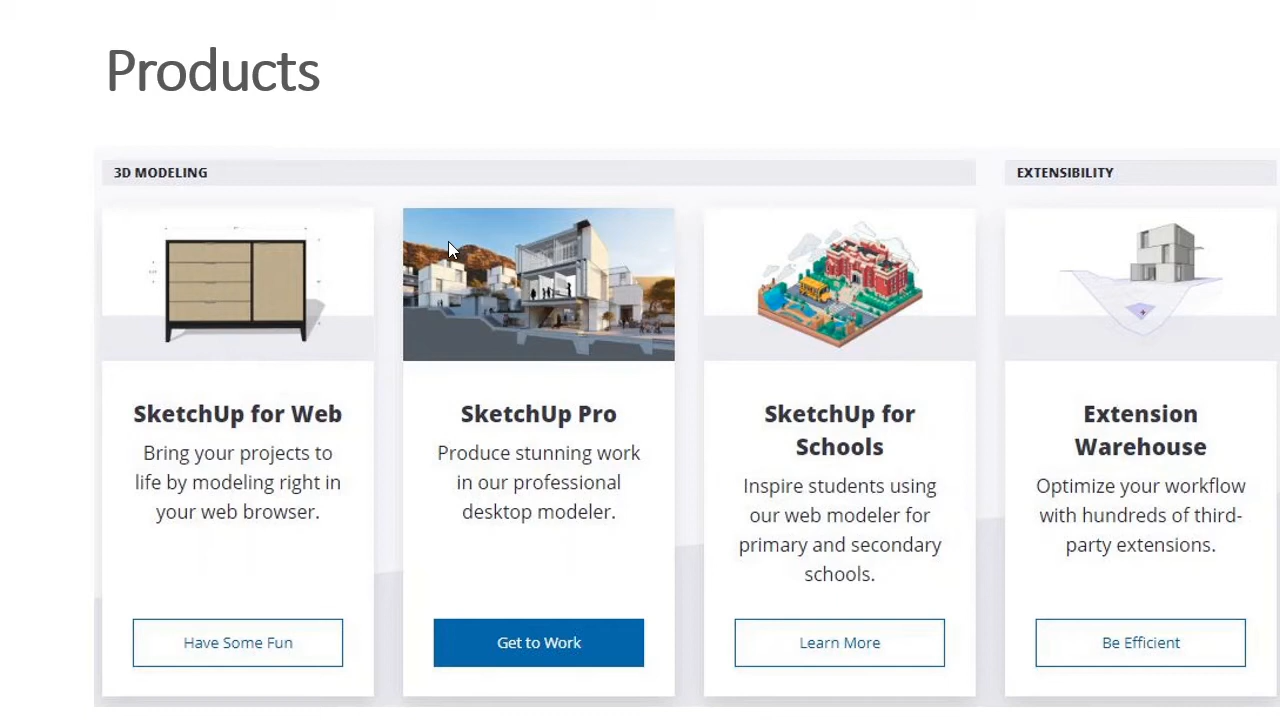 Products
3D MODELING
EXTENSIBILITY
SketchUp for Web
Bring your projects to
life by modeling right in
your web browser.
Have Some Fun
SketchUp Pro
Produce stunning work
in our professional
desktop modeler.
Get to Work
SketchUp for
Schools
Inspire students using
our web modeler for
primary and secondary
schools.
Learn More
Extension
Warehouse
Optimize your workflow
with hundreds of third-
party extensions.
Be Efficient